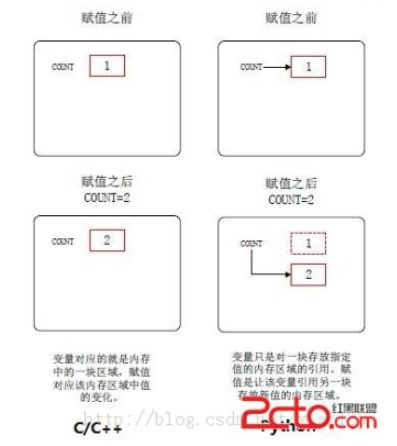 赋值之前
赋值之前
COUNT
1
COUNT
1
赋值之后
COUNT=2
赋值之后
COUNT=2
COUNT
2
COUNT
1
2
变量对应的就是内存
中的一块区域，赋值
对应该内存区域中值
的变化。
变量只是对一块存放指定
值的内存区域的引用。赋
值是让该变量引用另一块
存放新值的内存区域。
http://blog.csdn
C/C++
Python
2cto
红黑联盟
.com